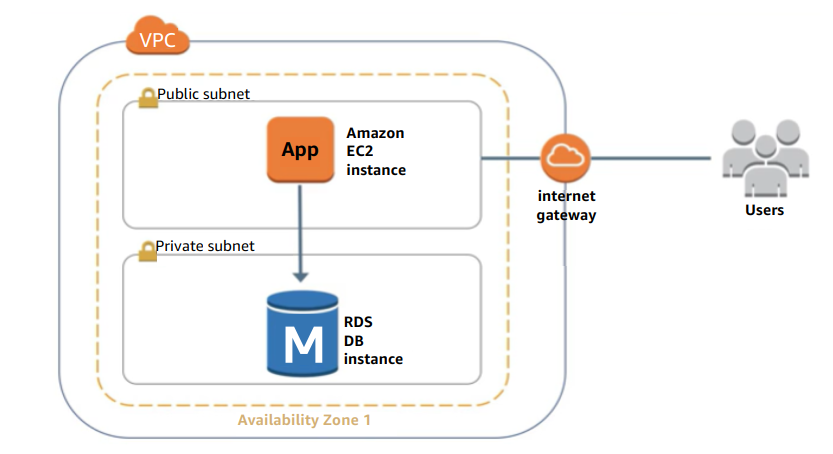 VPC
Public subnet
App
Amazon
EC2
instance
internet
gateway
Users
Private subnet
M
RDS
DB
instance
Availability Zone 1